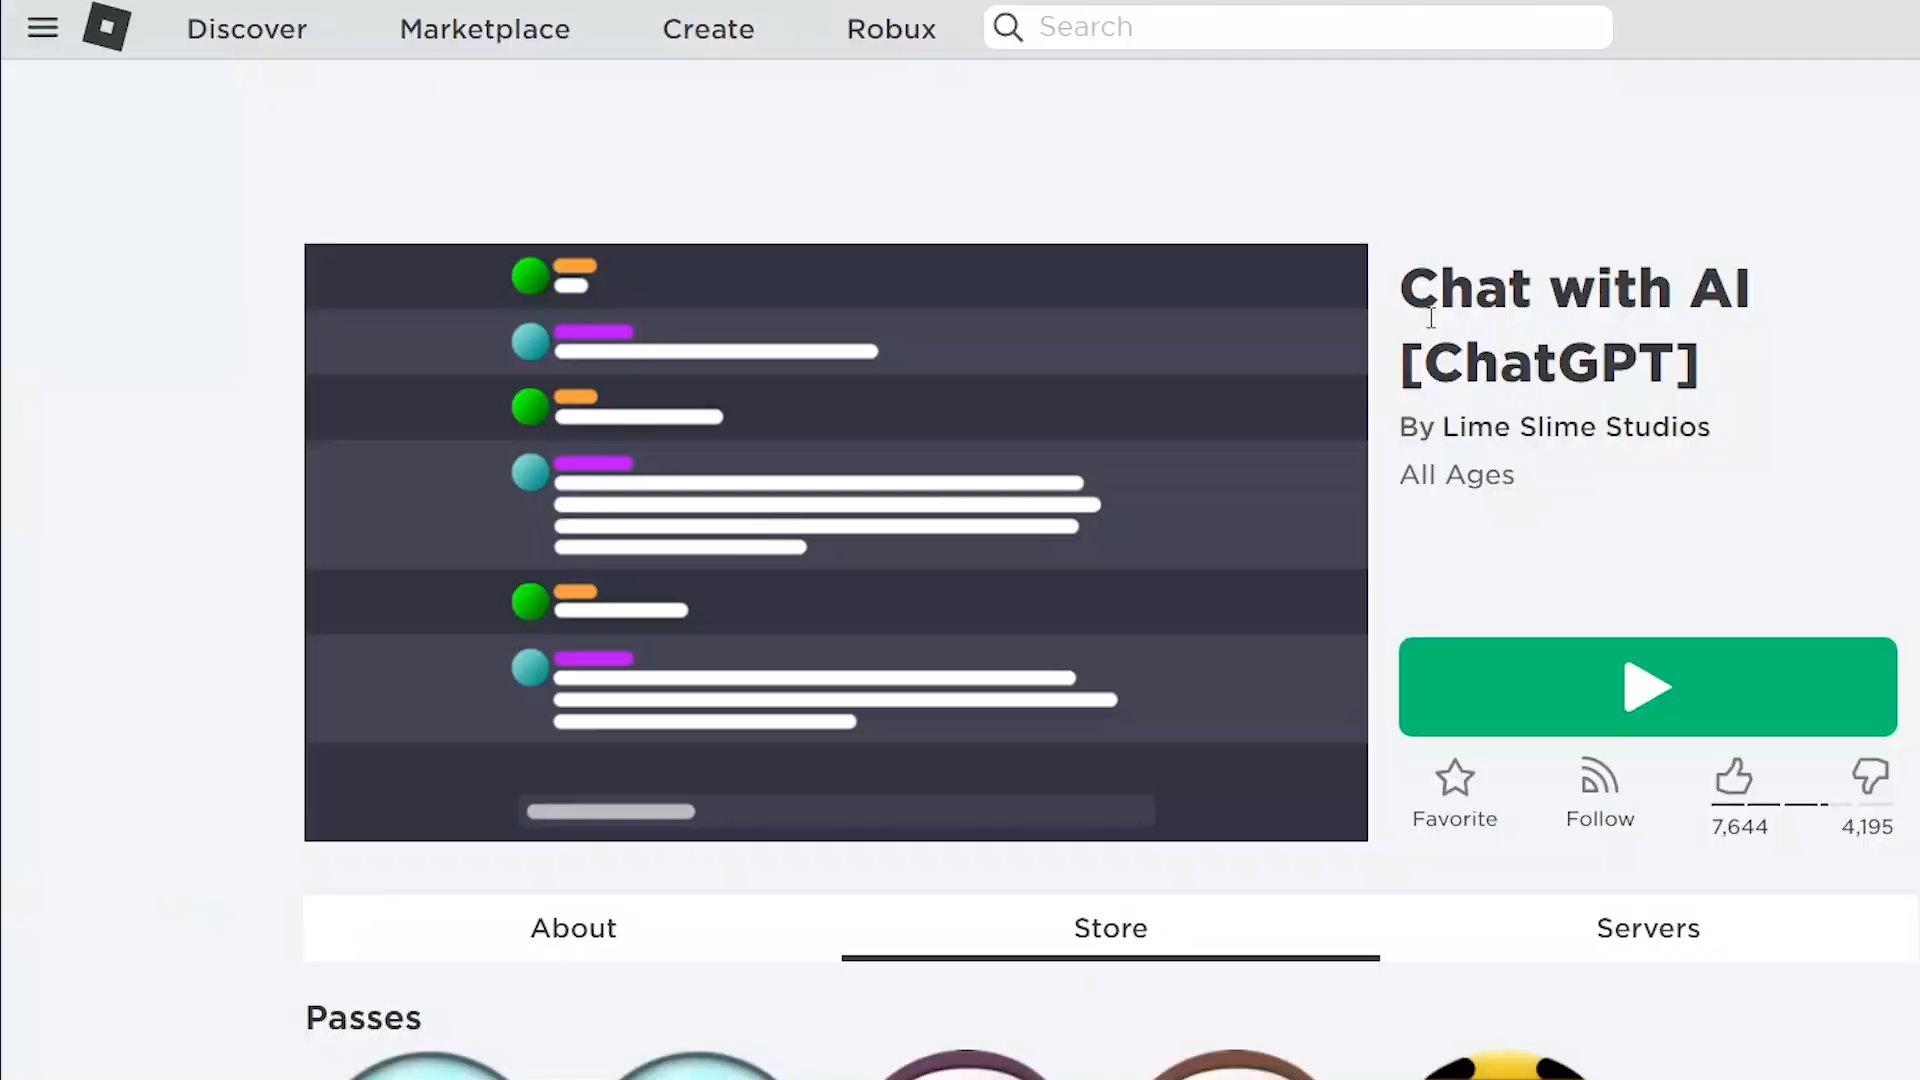 Discover Marketplace Create Robux Search
Chat with AI
[ChatGPT]
By Lime Slime Studios
All Ages
Favorite Follow 7,644 4,195
About Store Servers
Passes